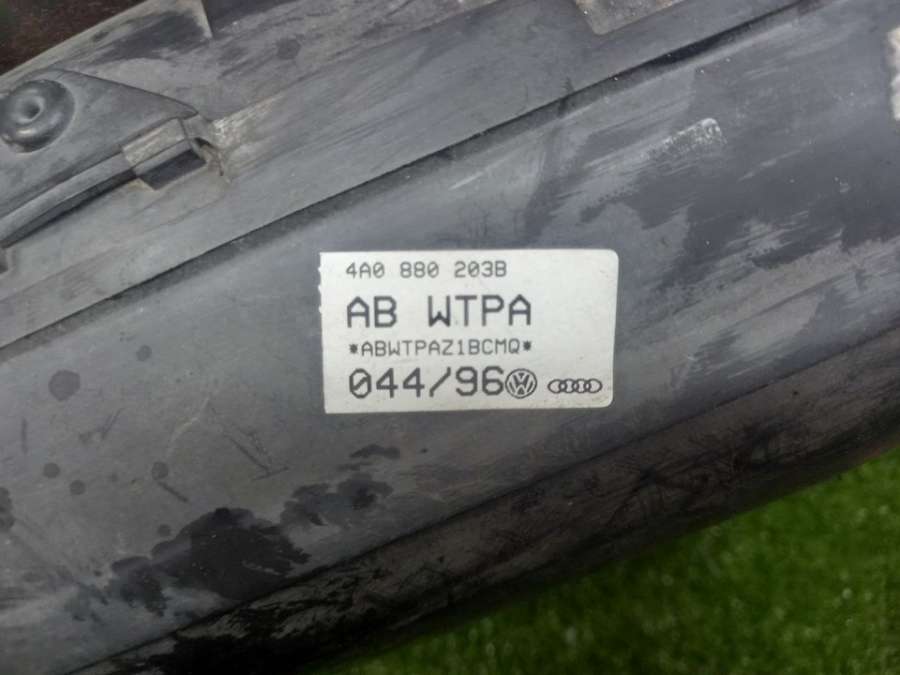 4A0 880 203B
AB WTPA
*ABWTPAZ1BCMQ*
044/96